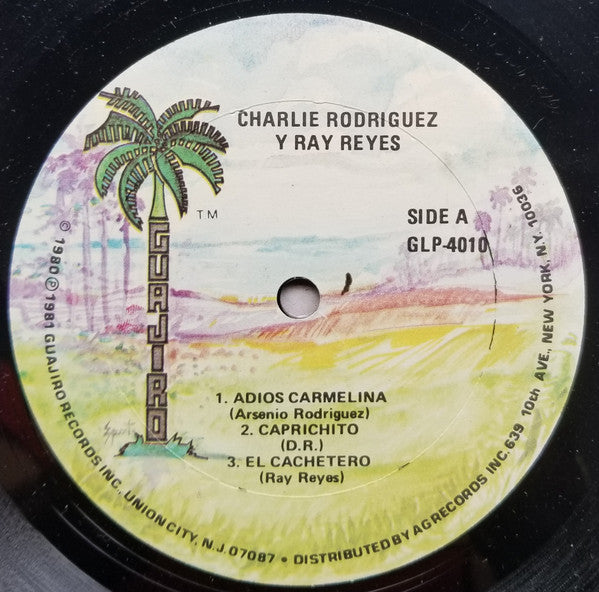 CHARLIE RODRIGUEZ
Y RAY REYES
TM
GUAJIRO
SIDE A
GLP-4010
1. ADIOS CARMELINA
(Arsenio Rodriguez)
2. CAPRICHITO
(D.R.)
3. EL CACHETERO
(Ray Reyes)
© 1980 ℗ 1981 GUAJIRO RECORDS INC., UNION CITY, N.J. 07087 • DISTRIBUTED BY AG RECORDS INC. 639 10th AVE., NEW YORK, N.Y. 10036